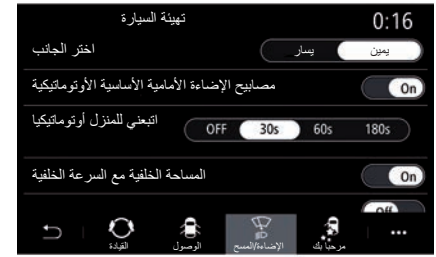 تهيئة السيارة
0:16
اختر الجانب
يمين
يسار
مصابيح الإضاءة الأمامية الأساسية الأوتوماتيكية
On
اتبعني للمنزل أوتوماتيكيا
OFF 30s 60s 180s
المساحة الخلفية مع السرعة الخلفية
On
Off
القيادة
الوصول
الإضاءة/المسح
مرحبا بك